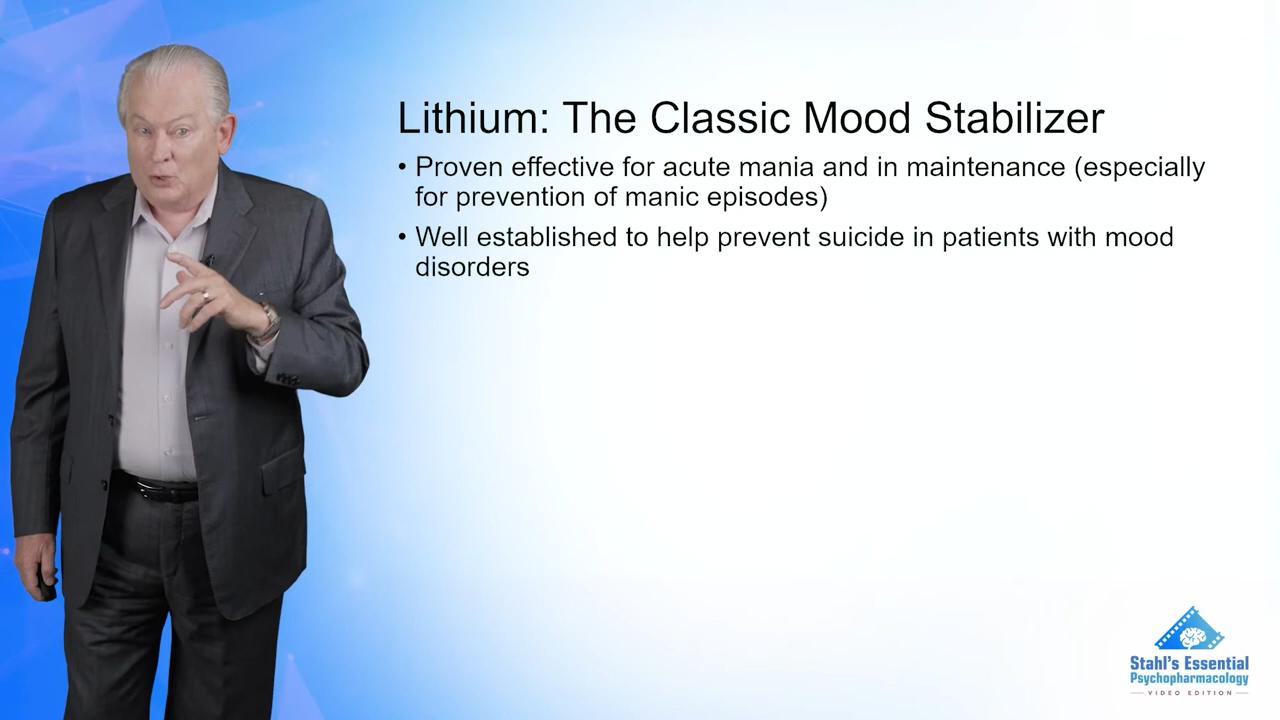 Lithium: The Classic Mood Stabilizer
• Proven effective for acute mania and in maintenance (especially
for prevention of manic episodes)
• Well established to help prevent suicide in patients with mood
disorders
Stahl's Essential
Psychopharmacology
VIDEO EDITION